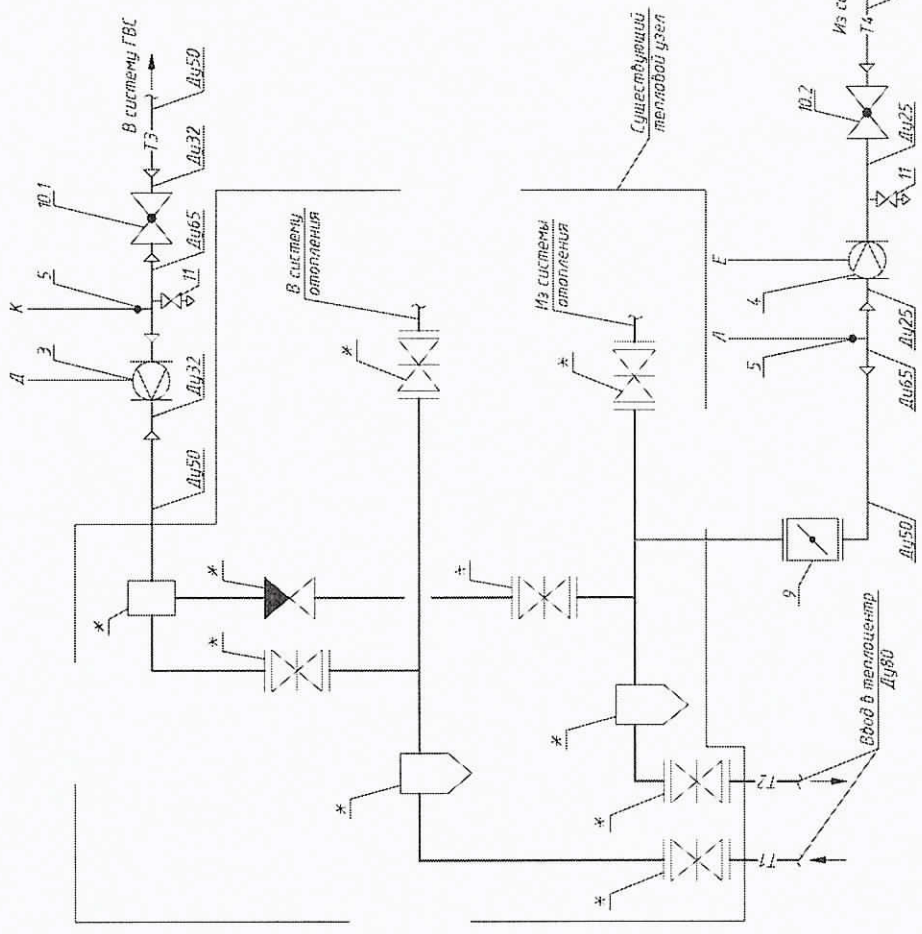 В систему ГВС
Т3
Ду50
Ду32
10.1
Ду65
5
К
11
3
Д
Ду32
Ду50
*
*
*
В систему
отопления
*
Существующий
тепловой узел
Из системы
отопления
*
*
*
*
*
*
Т1
Т2
Ввод в теплоцентр
Ду80
9
Ду50
Л
5
Ду65
Е
4
Ду25
11
Ду25
10.2
Т4
Из